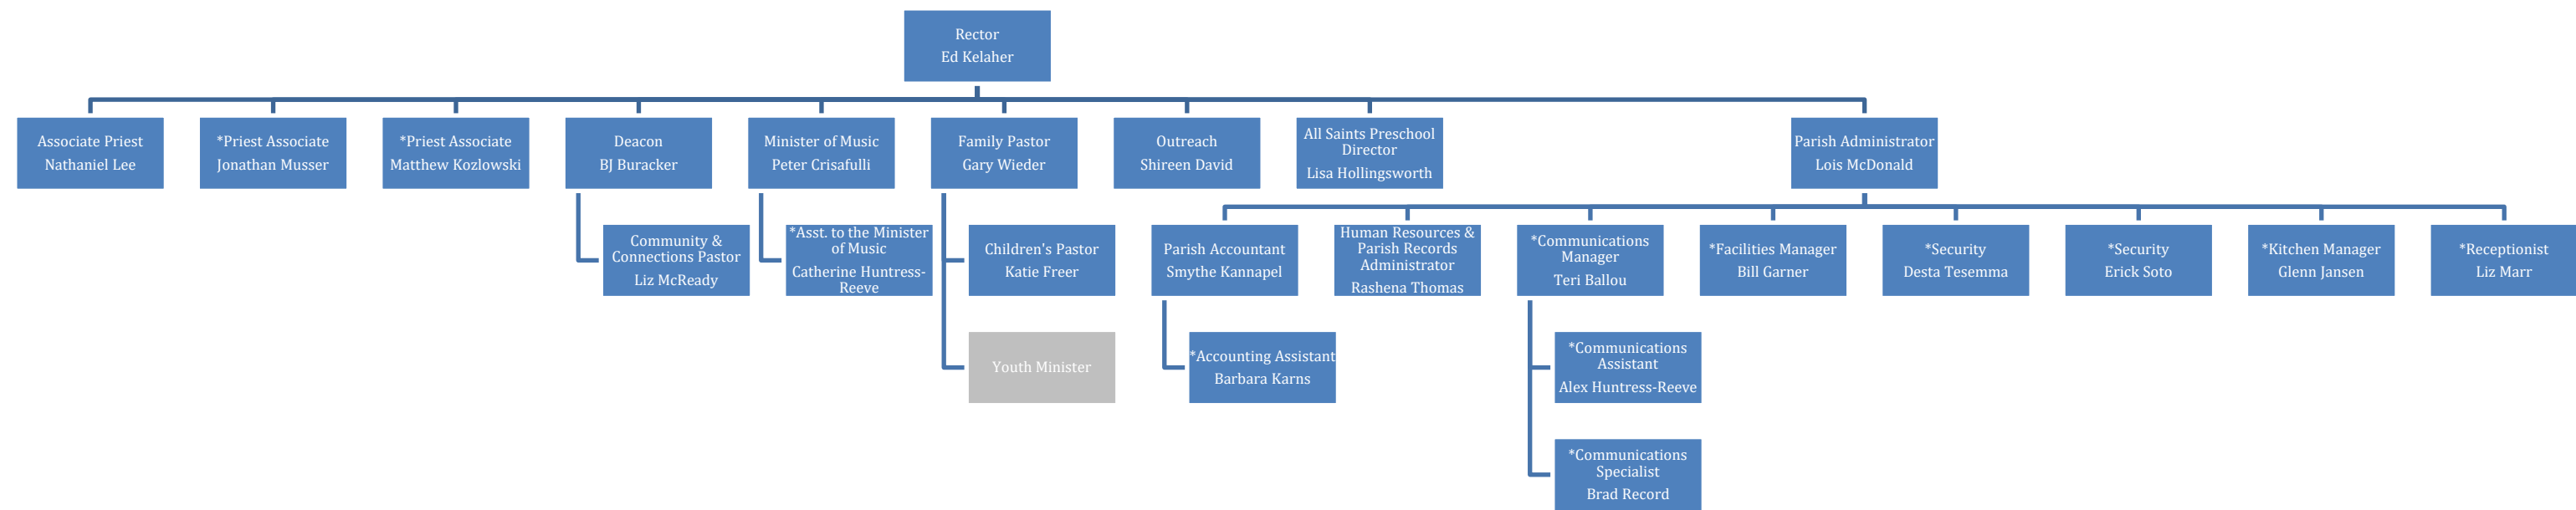 Rector
Ed Kelaher
Associate Priest
Nathaniel Lee
*Priest Associate
Jonathan Musser
*Priest Associate
Matthew Kozlowski
Deacon
BJ Buracker
Minister of Music
Peter Crisafulli
Family Pastor
Gary Wieder
Outreach
Shireen David
All Saints Preschool
Director
Lisa Hollingsworth
Parish Administrator
Lois McDonald
Community &
Connections Pastor
Liz McReady
*Asst. to the Minister
of Music
Catherine Huntress-
Reeve
Children's Pastor
Katie Freer
Parish Accountant
Smythe Kannapel
Human Resources &
Parish Records
Administrator
Rashena Thomas
*Communications
Manager
Teri Ballou
*Facilities Manager
Bill Garner
*Security
Desta Tesemma
*Security
Erick Soto
*Kitchen Manager
Glenn Jansen
*Receptionist
Liz Marr
Youth Minister
*Accounting Assistant
Barbara Karns
*Communications
Assistant
Alex Huntress-Reeve
*Communications
Specialist
Brad Record